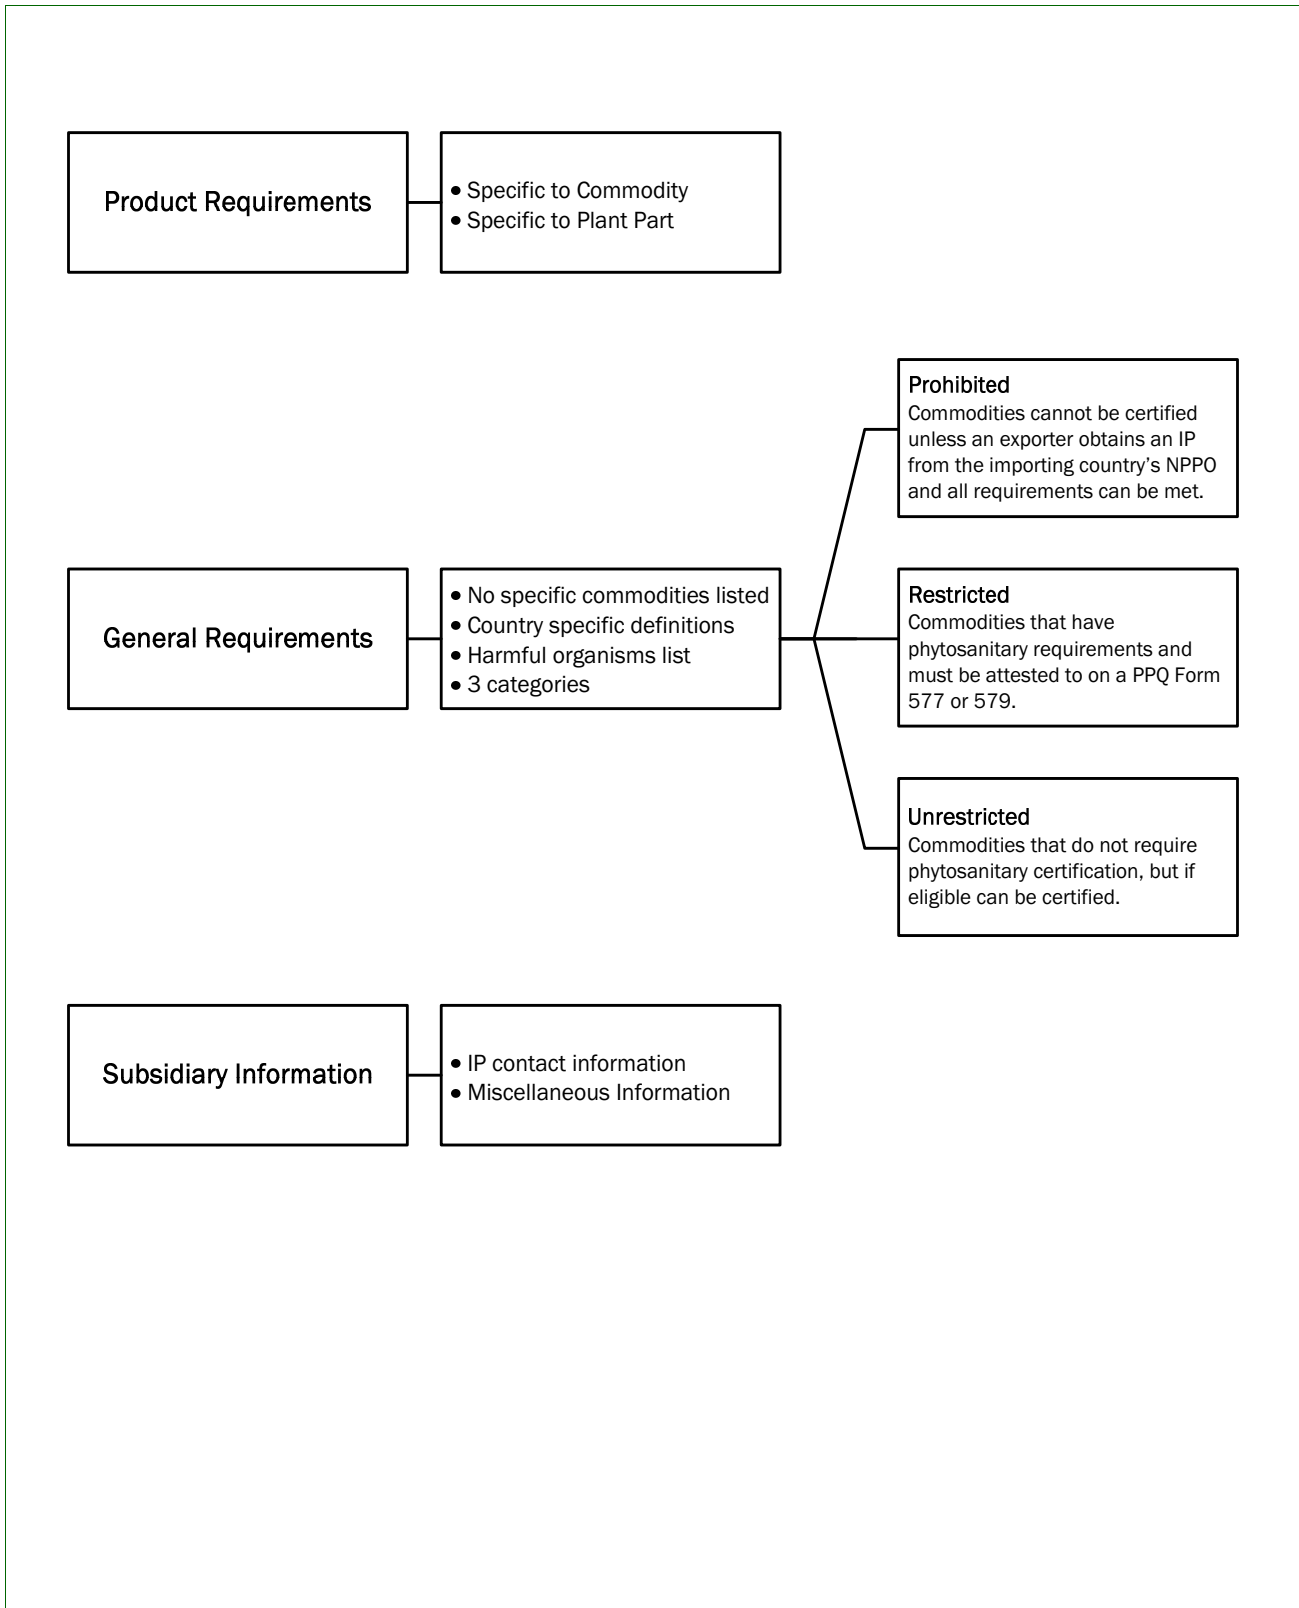 Product Requirements
• Specific to Commodity
• Specific to Plant Part
Prohibited
Commodities cannot be certified
unless an exporter obtains an IP
from the importing country’s NPPO
and all requirements can be met.
General Requirements
• No specific commodities listed
• Country specific definitions
• Harmful organisms list
• 3 categories
Restricted
Commodities that have
phytosanitary requirements and
must be attested to on a PPQ Form
577 or 579.
Unrestricted
Commodities that do not require
phytosanitary certification, but if
eligible can be certified.
Subsidiary Information
• IP contact information
• Miscellaneous Information